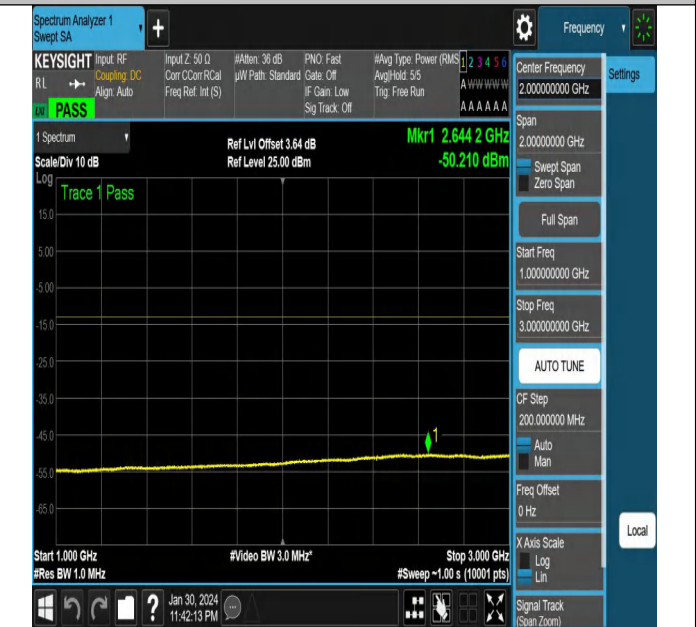 Spectrum Analyzer 1
Swept SA
Frequency
KEYSIGHT
RL
PASS
Input: RF
Coupling: DC
Align: Auto
Input Z: 50 Ω
Corr CCorr RCal
Freq Ref: Int (S)
#Atten: 36 dB
µW Path: Standard
PNO: Fast
Gate: Off
IF Gain: Low
Sig Track: Off
#Avg Type: Power (RMS
Avg|Hold: 5/5
Trig: Free Run
1 2 3 4 5 6
A W W W W W
A A A A A A
1 Spectrum
Scale/Div 10 dB
Ref Lvl Offset 3.64 dB
Ref Level 25.00 dBm
Mkr1 2.644 2 GHz
-50.210 dBm
Log
Trace 1 Pass
15.0
5.00
-5.00
-15.0
-25.0
-35.0
-45.0
-55.0
-65.0
1
Start 1.000 GHz
#Res BW 1.0 MHz
#Video BW 3.0 MHz*
Stop 3.000 GHz
#Sweep ~1.00 s (10001 pts)
Jan 30, 2024
11:42:13 PM
Center Frequency
2.000000000 GHz
Settings
Span
2.00000000 GHz
Swept Span
Zero Span
Full Span
Start Freq
1.000000000 GHz
Stop Freq
3.000000000 GHz
AUTO TUNE
CF Step
200.000000 MHz
Auto
Man
Freq Offset
0 Hz
X Axis Scale
Log
Lin
Local
Signal Track
(Span Zoom)